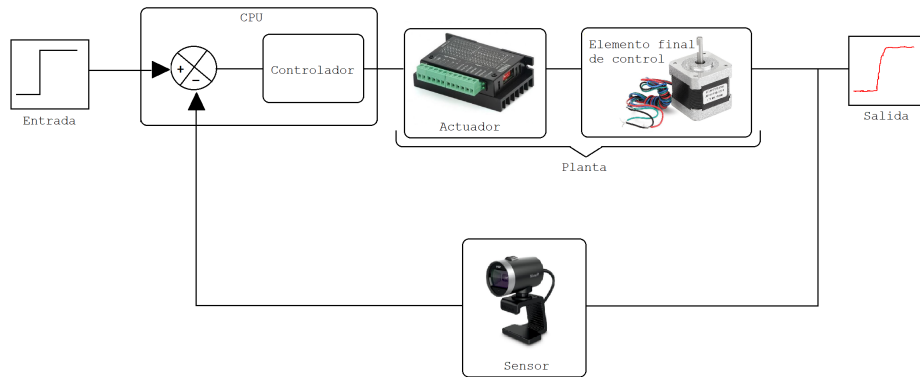 CPU
Entrada
+
−
Controlador
Actuador
Elemento final
de control
Salida
Planta
Sensor